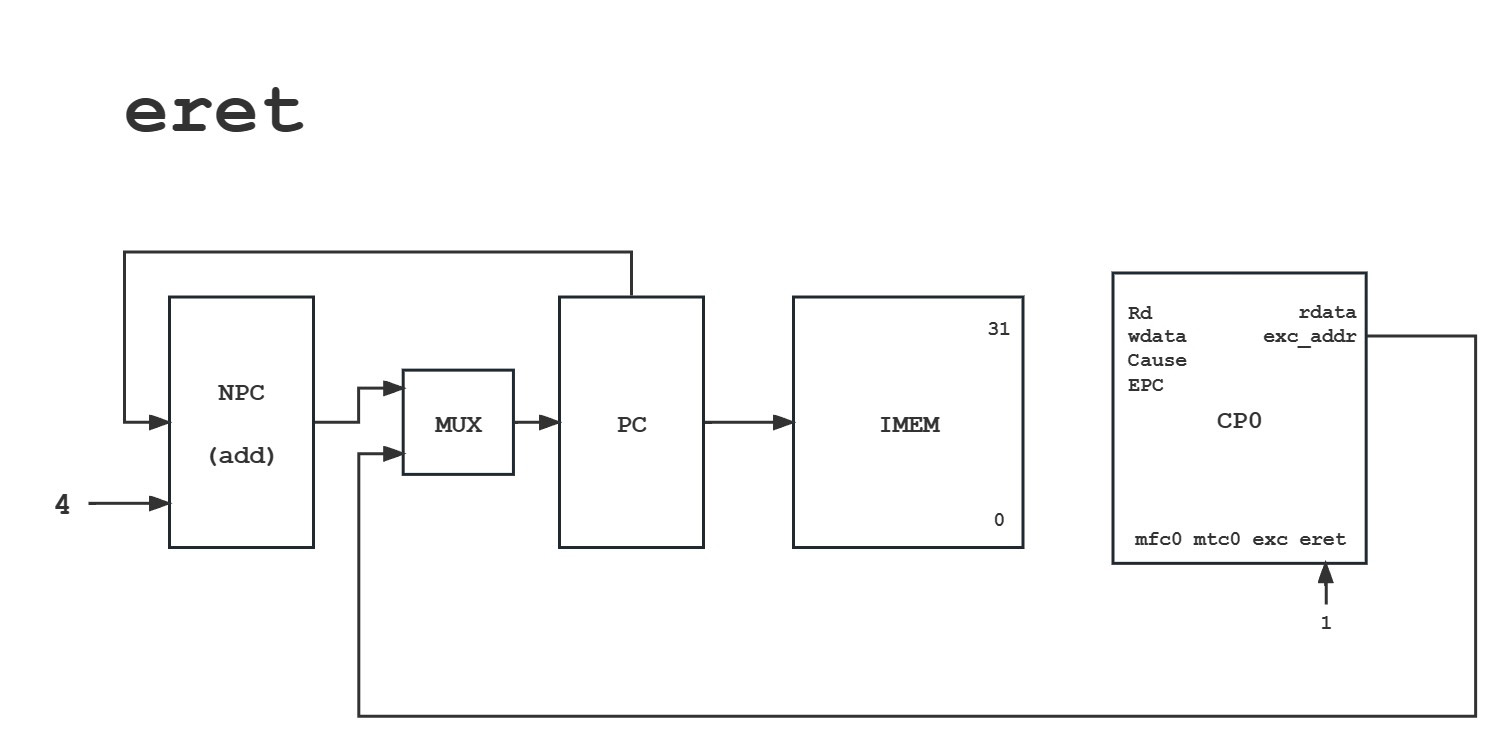 eret
NPC
(add)
4
MUX
PC
31
IMEM
0
Rd rdata
wdata exc_addr
Cause
EPC
CP0
mfc0 mtc0 exc eret
1